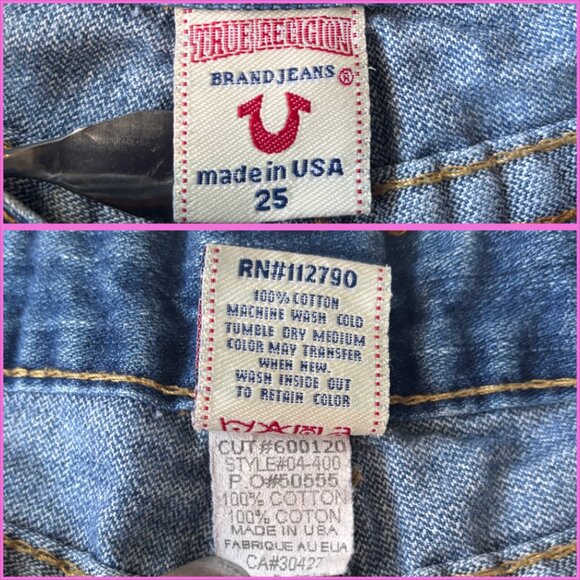 TRUE RELIGION
BRAND JEANS ®
made in USA
25
RN#112790
100% COTTON
MACHINE WASH COLD
TUMBLE DRY MEDIUM
COLOR MAY TRANSFER
WHEN NEW.
WASH INSIDE OUT
TO RETAIN COLOR
CUT#600120
STYLE#04-400
P.O#50555
100% COTTON
100% COTON
MADE IN USA
FABRIQUE AU EUA
CA#30427